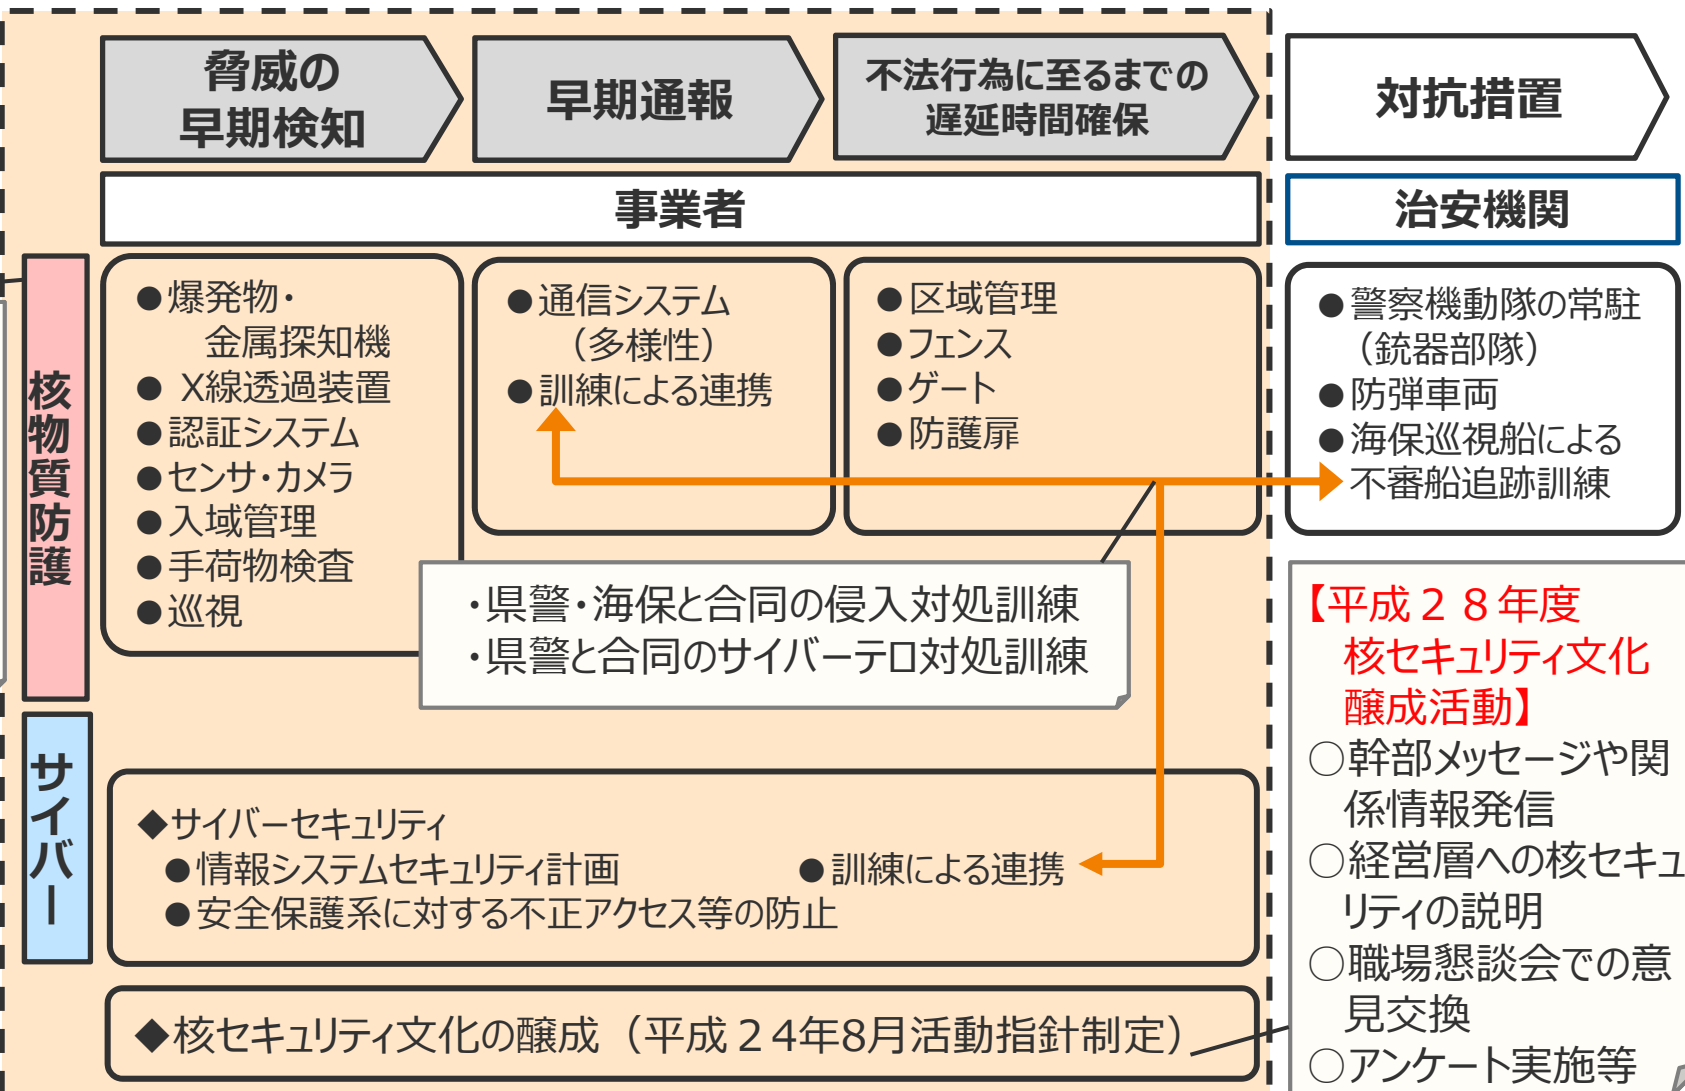 脅威の
早期検知
早期通報
不法行為に至るまでの
遅延時間確保
対抗措置
事業者
治安機関
核物質防護
●爆発物・
金属探知機
● X線透過装置
●認証システム
●センサ・カメラ
●入域管理
●手荷物検査
●巡視
●通信システム
（多様性）
●訓練による連携
●区域管理
●フェンス
●ゲート
●防護扉
●警察機動隊の常駐
（銃器部隊）
●防弾車両
●海保巡視船による
不審船追跡訓練
・県警・海保と合同の侵入対処訓練
・県警と合同のサイバーテロ対処訓練
サイバー
◆サイバーセキュリティ
●情報システムセキュリティ計画
●訓練による連携
●安全保護系に対する不正アクセス等の防止
◆核セキュリティ文化の醸成（平成２４年8月活動指針制定）
【平成２８年度
核セキュリティ文化
醸成活動】
○幹部メッセージや関
係情報発信
○経営層への核セキュ
リティの説明
○職場懇談会での意
見交換
○アンケート実施等